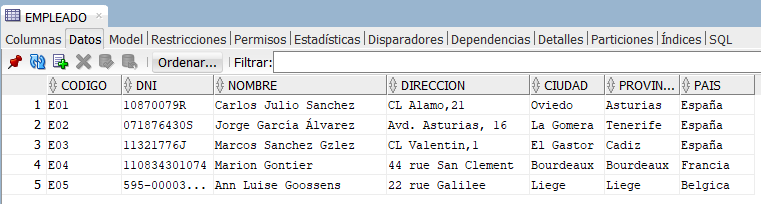 EMPLEADO
Columnas Datos Model Restricciones Permisos Estadísticas Disparadores Dependencias Detalles Particiones Índices SQL
Ordenar... Filtrar:
CODIGO DNI NOMBRE DIRECCION CIUDAD PROVIN... PAIS
1 E01 10870079R Carlos Julio Sanchez CL Alamo,21 Oviedo Asturias España
2 E02 071876430S Jorge García Álvarez Avd. Asturias, 16 La Gomera Tenerife España
3 E03 11321776J Marcos Sanchez Gzlez CL Valentin,1 El Gastor Cadiz España
4 E04 110834301074 Marion Gontier 44 rue San Clement Bourdeaux Bourdeaux Francia
5 E05 595-00003... Ann Luise Goossens 22 rue Galilee Liege Liege Belgica